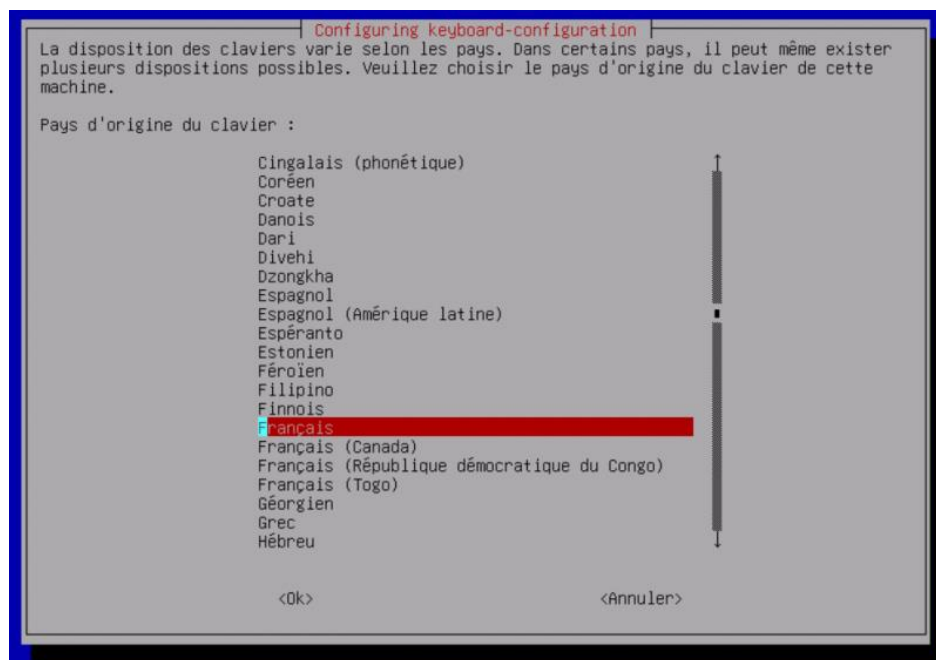 Configuring keyboard-configuration
La disposition des claviers varie selon les pays. Dans certains pays, il peut même exister
plusieurs dispositions possibles. Veuillez choisir le pays d'origine du clavier de cette
machine.
Pays d'origine du clavier :
Cingalais (phonétique)
Coréen
Croate
Danois
Dari
Divehi
Dzongkha
Espagnol
Espagnol (Amérique latine)
Espéranto
Estonien
Féroïen
Filipino
Finnois
Français
Français (Canada)
Français (République démocratique du Congo)
Français (Togo)
Géorgien
Grec
Hébreu
<Ok> <Annuler>